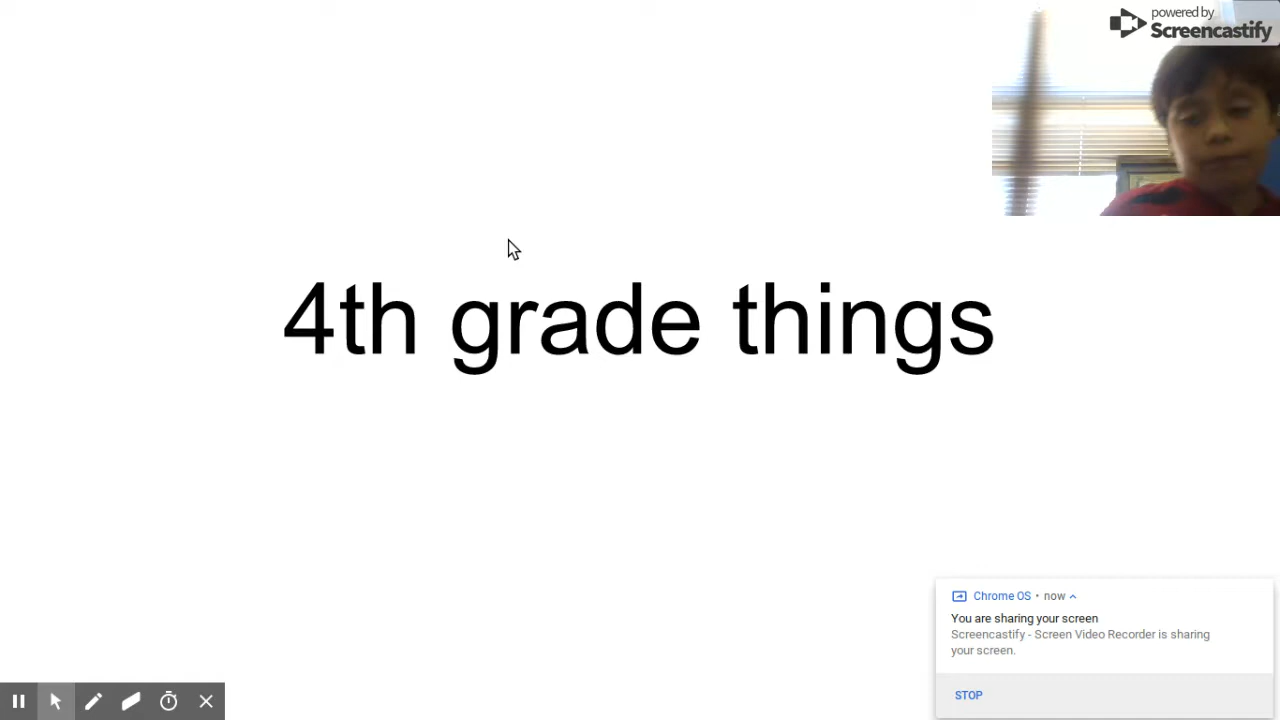 powered by
Screencastify
4th grade things
Chrome OS • now
You are sharing your screen
Screencastify - Screen Video Recorder is sharing
your screen.
STOP